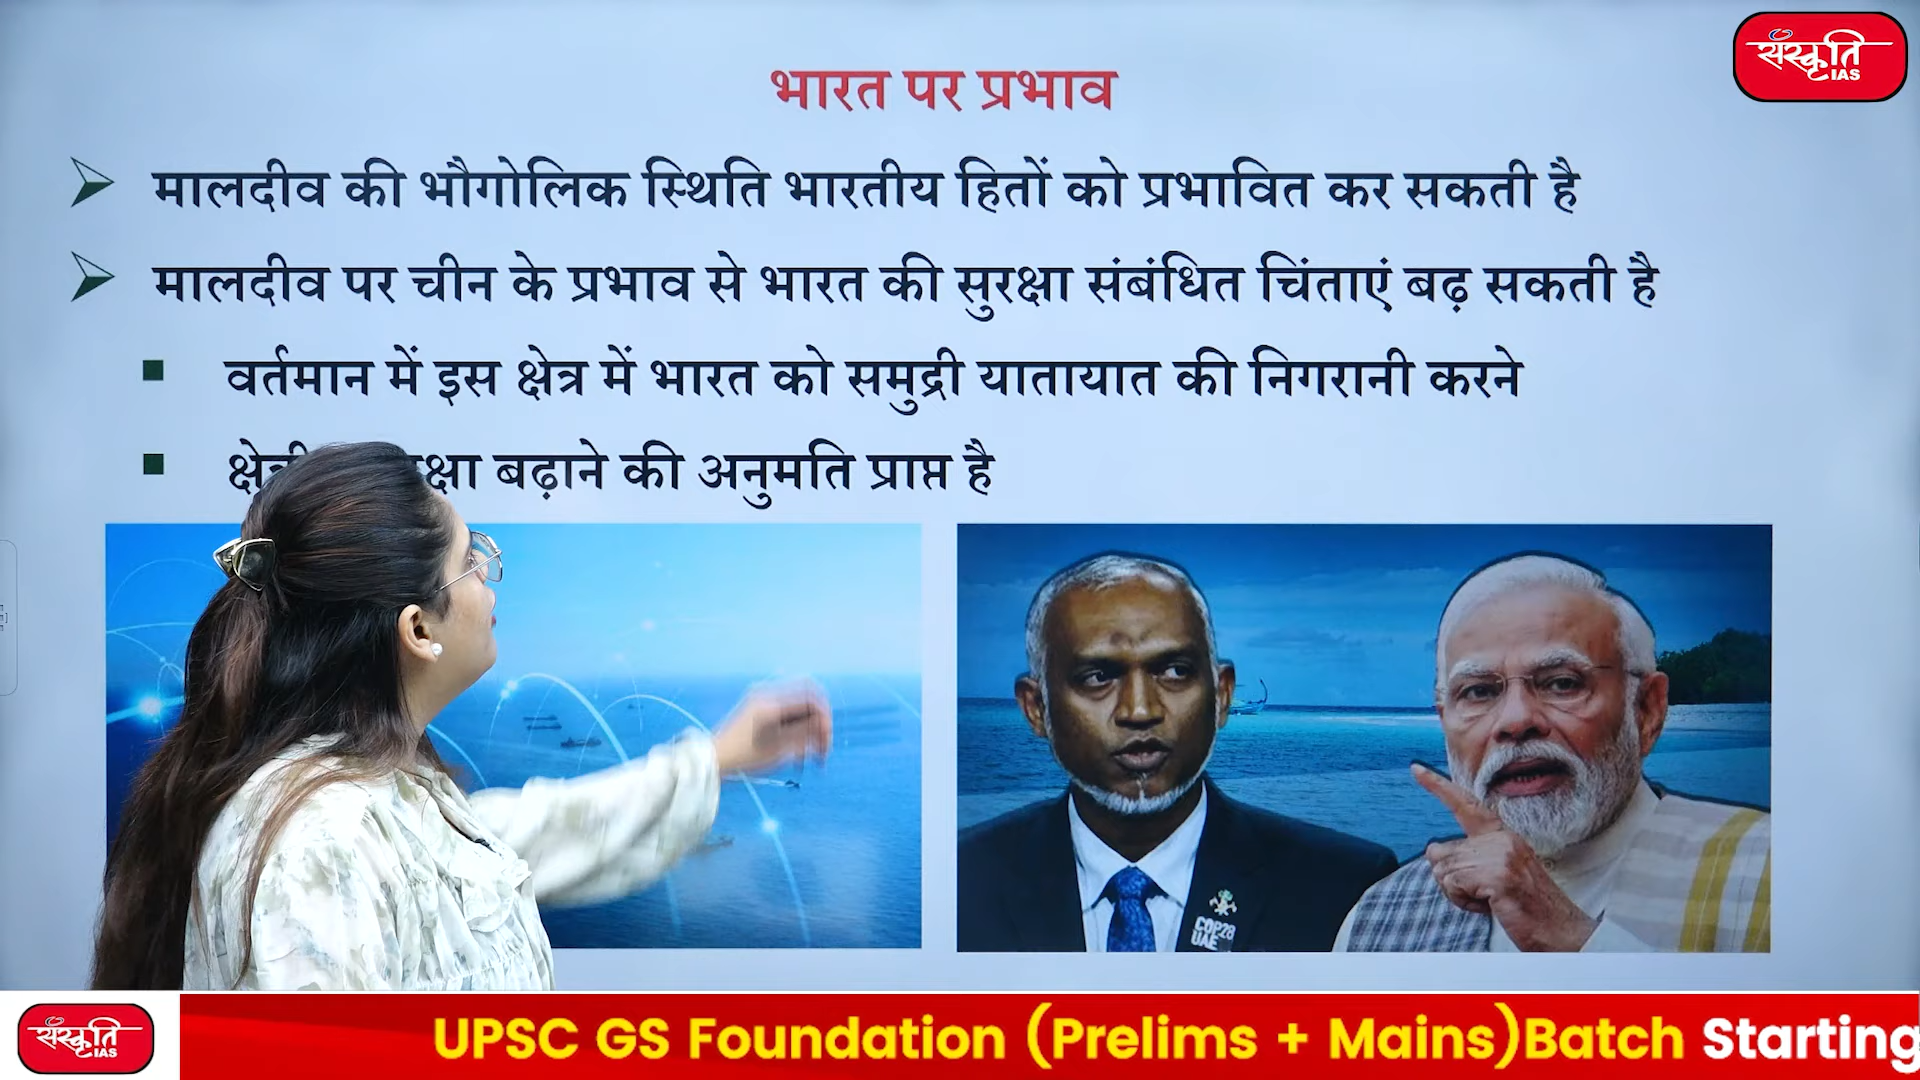 संस्कृति
IAS
भारत पर प्रभाव
मालदीव की भौगोलिक स्थिति भारतीय हितों को प्रभावित कर सकती है
मालदीव पर चीन के प्रभाव से भारत की सुरक्षा संबंधित चिंताएं बढ़ सकती है
वर्तमान में इस क्षेत्र में भारत को समुद्री यातायात की निगरानी करने
बढ़ाने की अनुमति प्राप्त है
COP28
UAE
संस्कृति
IAS
UPSC GS Foundation (Prelims + Mains)Batch Starting